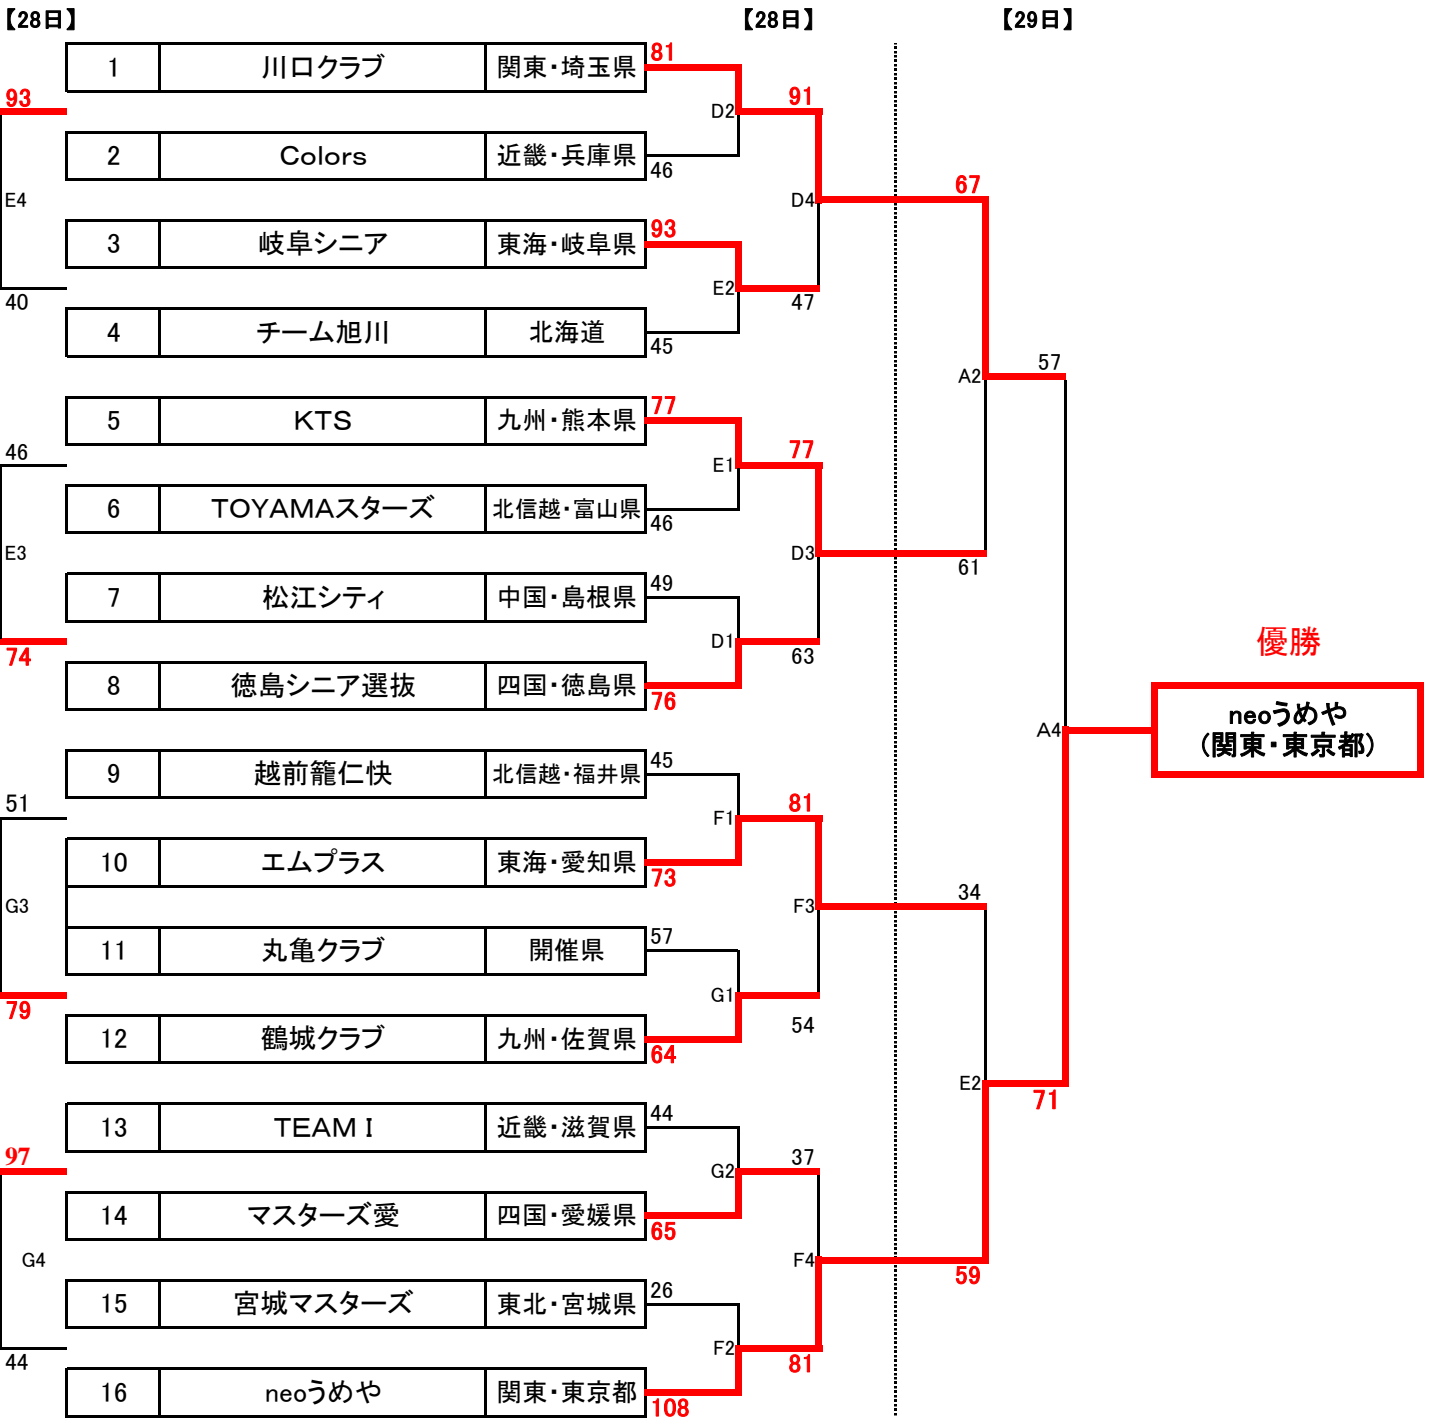 【28日】 【28日】 【29日】
1 川口クラブ 関東・埼玉県 81
93 D2 91
2 Colors 近畿・兵庫県 46
E4 D4 67
3 岐阜シニア 東海・岐阜県 93
40 E2 47
4 チーム旭川 北海道 45
A2 57
5 KTS 九州・熊本県 77
46 E1 77
6 TOYAMAスターズ 北信越・富山県 46
E3 D3 61
7 松江シティ 中国・島根県 49
74 D1 63
優勝
8 徳島シニア選抜 四国・徳島県 76
neoうめや
A4
(関東・東京都)
9 越前籠仁快 北信越・福井県 45
51 F1 81
10 エムプラス 東海・愛知県 73
G3 F3 34
11 丸亀クラブ 開催県 57
79 G1 54
12 鶴城クラブ 九州・佐賀県 64
E2 71
13 TEAM I 近畿・滋賀県 44
97 G2 37
14 マスターズ愛 四国・愛媛県 65
G4 F4 59
15 宮城マスターズ 東北・宮城県 26
44 F2 81
16 neoうめや 関東・東京都 108